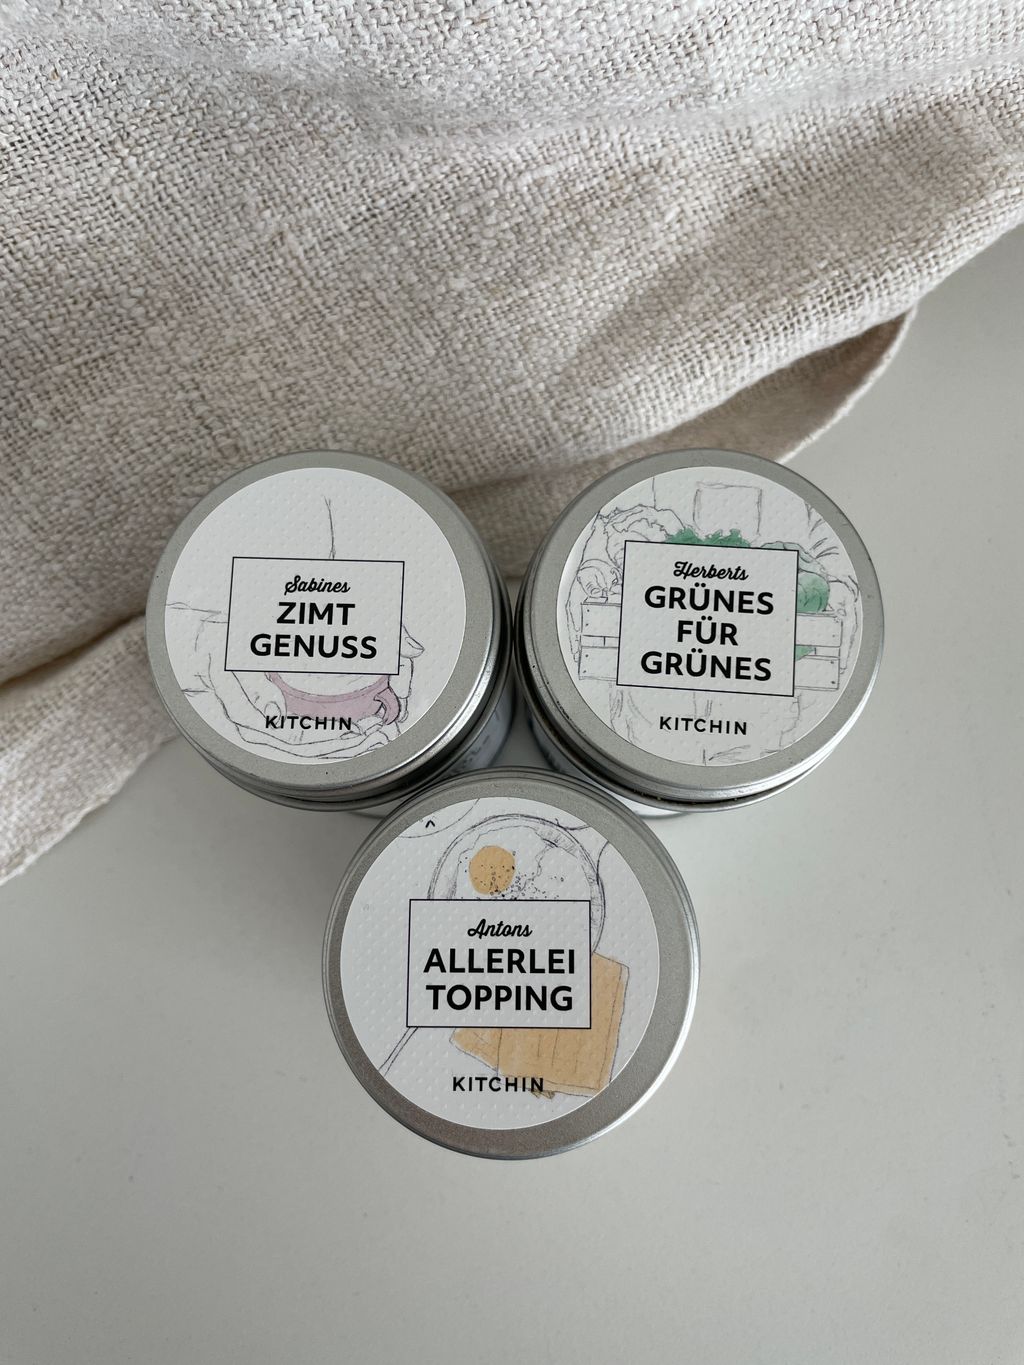 Sabines
ZIMT
GENUSS
KITCHIN
Herberts
GRÜNES
FÜR
GRÜNES
KITCHIN
Antons
ALLERLEI
TOPPING
KITCHIN